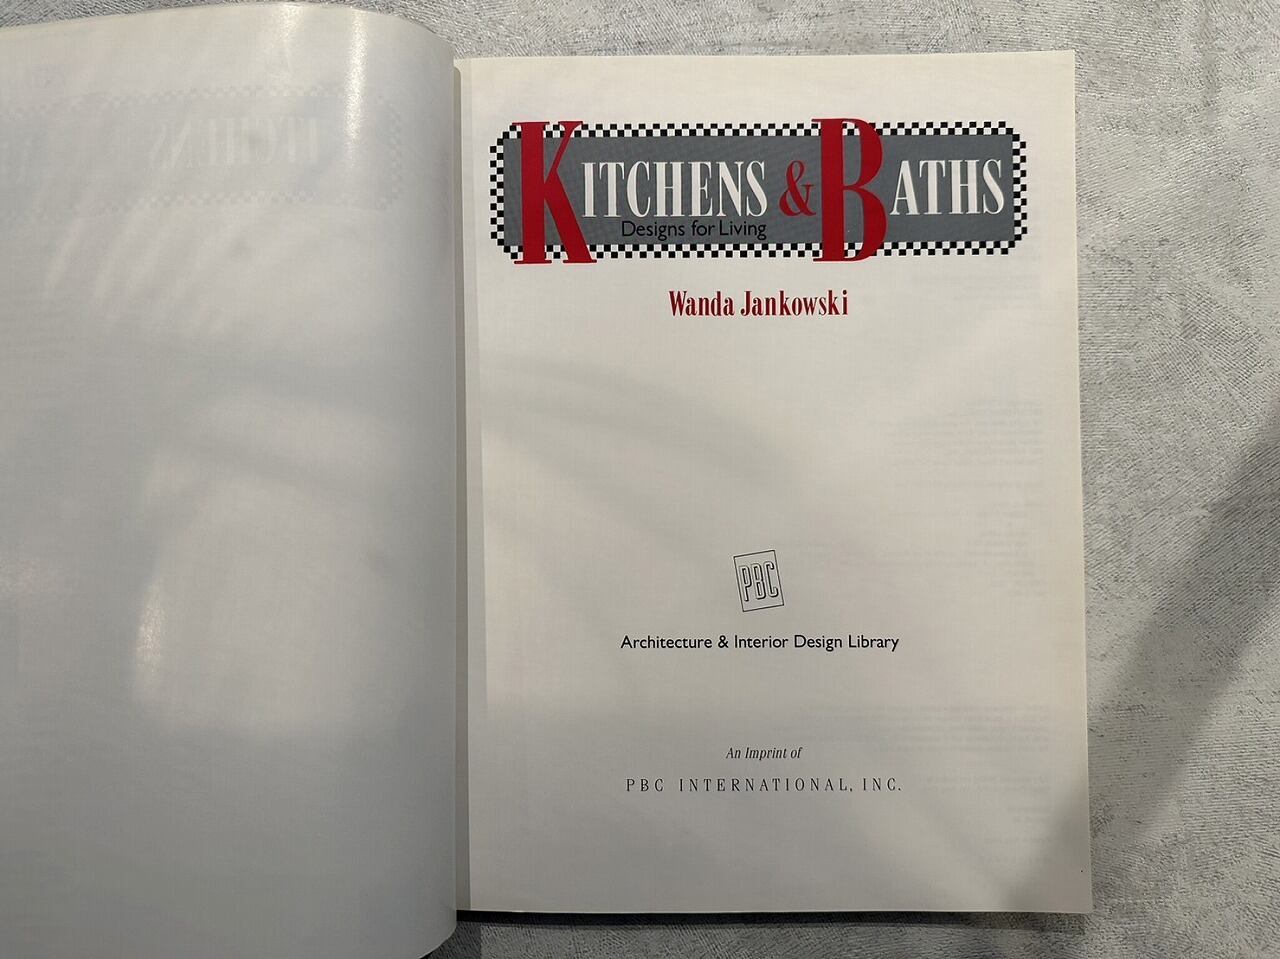 KITCHENS & BATHS
Designs for Living
Wanda Jankowski
PBC
Architecture & Interior Design Library
An Imprint of
PBC INTERNATIONAL, INC.